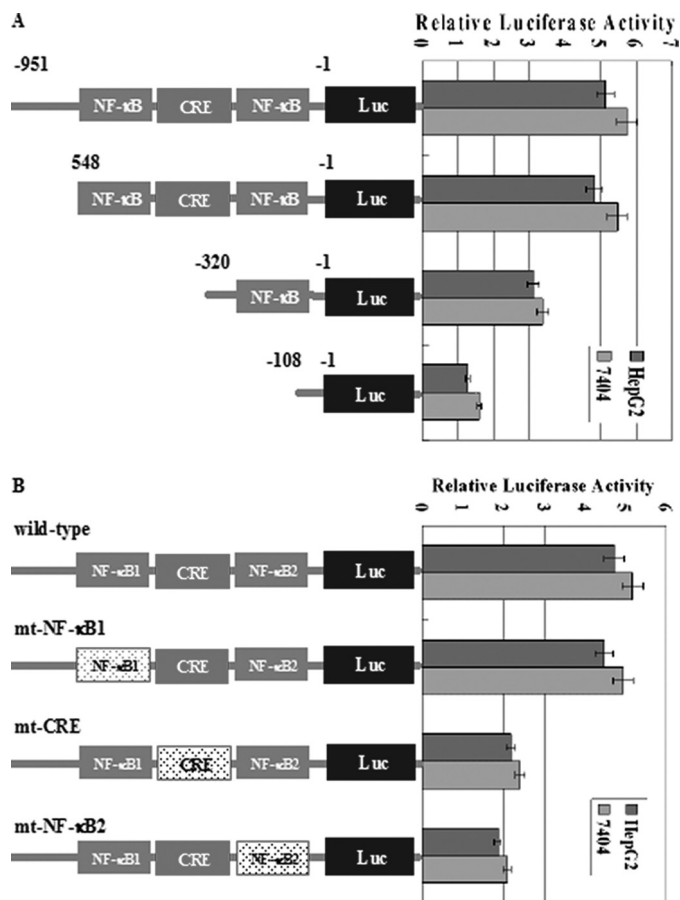 A
Relative Luciferase Activity
0 1 2 3 4 5 6 7
-951 -1
NF-κB CRE NF-κB Luc
548 -1
NF-κB CRE NF-κB Luc
-320 -1
NF-κB Luc
-108 -1
Luc
HepG2
7404
B
Relative Luciferase Activity
0 1 2 3 4 5 6
wild-type
NF-κB1 CRE NF-κB2 Luc
mt-NF-κB1
NF-κB1 CRE NF-κB2 Luc
mt-CRE
NF-κB1 CRE NF-κB2 Luc
mt-NF-κB2
NF-κB1 CRE NF-κB2 Luc
HepG2
7404